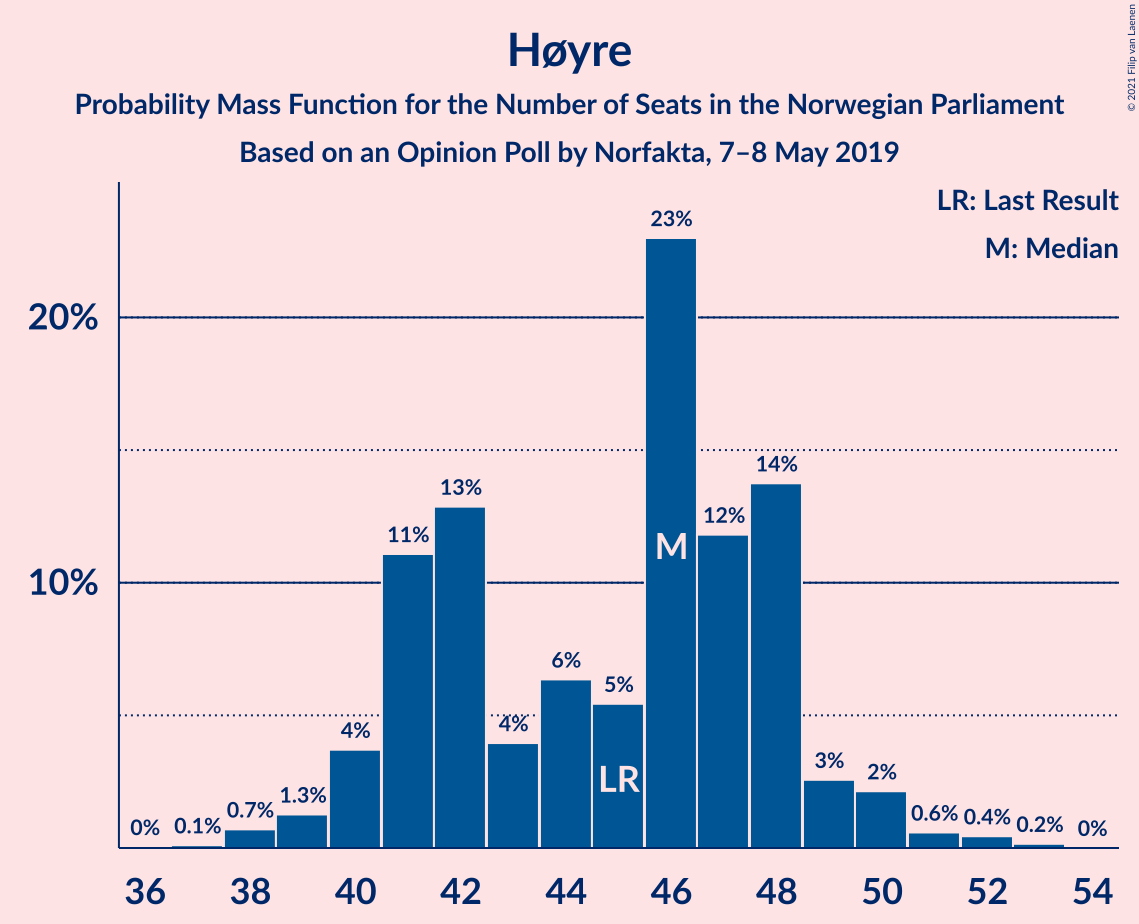 Høyre
Probability Mass Function for the Number of Seats in the Norwegian Parliament
Based on an Opinion Poll by Norfakta, 7–8 May 2019
© 2021 Filip van Laenen
LR: Last Result
M: Median
20%
10%
0%
0.1%
0.7%
1.3%
4%
11%
13%
4%
6%
5%
23%
12%
14%
3%
2%
0.6%
0.4%
0.2%
0%
LR
M
36 38 40 42 44 46 48 50 52 54